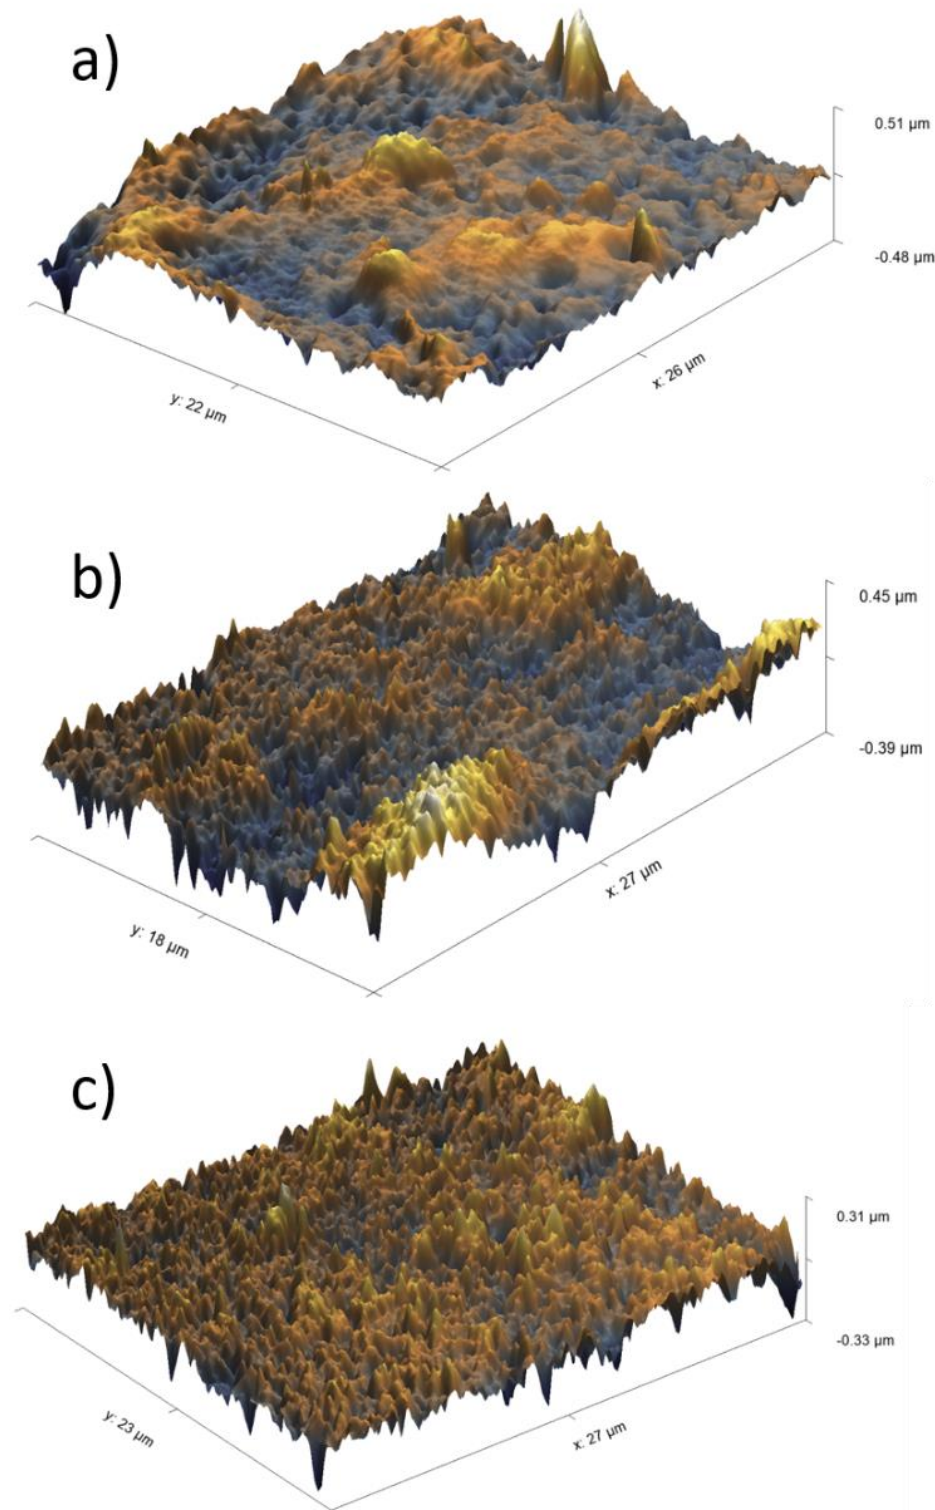 a)
0.51 µm
-0.48 µm
x: 26 µm
y: 22 µm
b)
0.45 µm
-0.39 µm
x: 27 µm
y: 18 µm
c)
0.31 µm
-0.33 µm
x: 27 µm
y: 23 µm